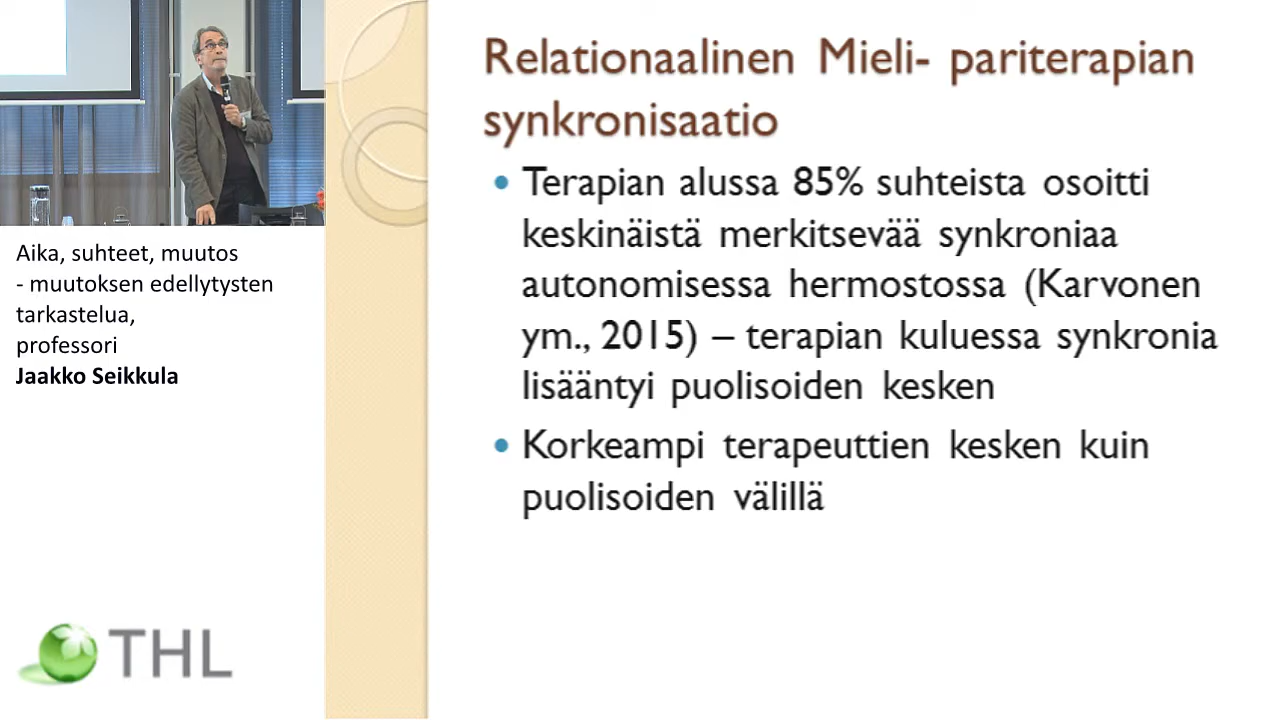 Aika, suhteet, muutos
- muutoksen edellytysten
tarkastelua,
professori
Jaakko Seikkula
THL
Relationaalinen Mieli- pariterapian
synkronisaatio
• Terapian alussa 85% suhteista osoitti
keskinäistä merkitsevää synkroniaa
autonomisessa hermostossa (Karvonen
ym., 2015) – terapian kuluessa synkronia
lisääntyi puolisoiden kesken
• Korkeampi terapeuttien kesken kuin
puolisoiden välillä